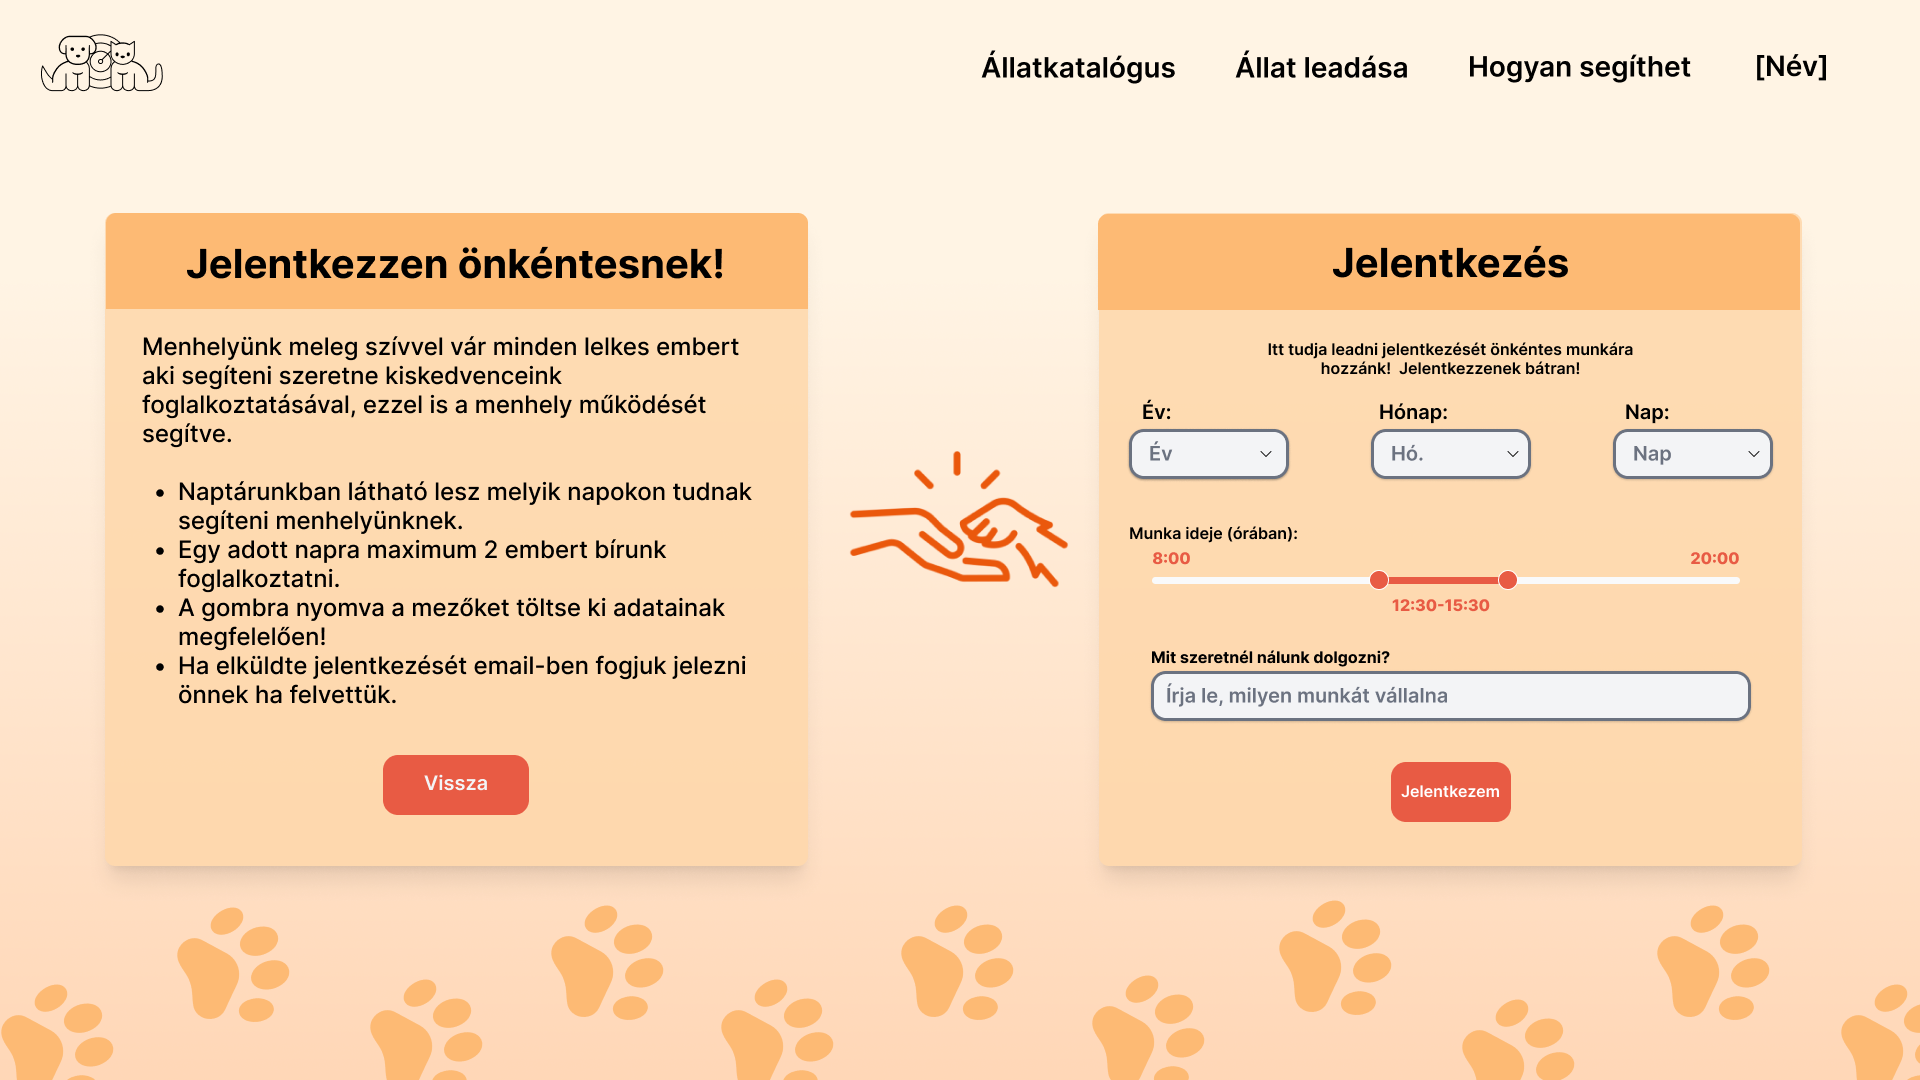 Állatkatalógus
Állat leadása
Hogyan segíthet
[Név]
Jelentkezzen önkéntesnek!
Menhelyünk meleg szívvel vár minden lelkes embert
aki segíteni szeretne kiskedvenceink
foglalkoztatásával, ezzel is a menhely működését
segítve.
• Naptárunkban látható lesz melyik napokon tudnak
segíteni menhelyünknek.
• Egy adott napra maximum 2 embert bírunk
foglalkoztatni.
• A gombra nyomva a mezőket töltse ki adatainak
megfelelően!
• Ha elküldte jelentkezését email-ben fogjuk jelezni
önnek ha felvettük.
Vissza
Jelentkezés
Itt tudja leadni jelentkezését önkéntes munkára
hozzánk!  Jelentkezzenek bátran!
Év:
Hónap:
Nap:
Év
Hó.
Nap
Munka ideje (órában):
8:00
20:00
12:30-15:30
Mit szeretnél nálunk dolgozni?
Írja le, milyen munkát vállalna
Jelentkezem